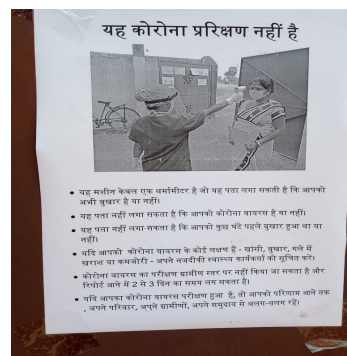 यह कोरोना प्ररिक्षण नहीं है
• यह मशीन केबल एक थर्मामीटर है जो यह पता लगा सकती है कि आपको
अभी बुखार है या नहीं।
• यह पता नहीं लगा सकता है कि आपको कोरोना वायरस है या नहीं।
• यह पता नहीं लगा सकता है कि आपको कुछ घंटे पहले बुखार हुआ था या
नहीं।
• यदि आपको कोरोना वायरस के कोई लक्षण हैं - खांसी, बुखार, गले में
खराश या कमजोरी - अपने नजदीकी स्वास्थ्य कार्यकर्ता को सूचित करें।
• कोरोना वायरस का परीक्षण ग्रामीण स्तर पर नहीं किया जा सकता है और
रिपोर्ट आने में 2 से 3 दिन का समय लग सकता है।
• यदि आपका कोरोना वायरस परीक्षण हुआ है, तो आपको परिणाम आने तक
, अपने परिवार, अपने ग्रामीणों, अपने समुदाय से अलग-अलग रहें।